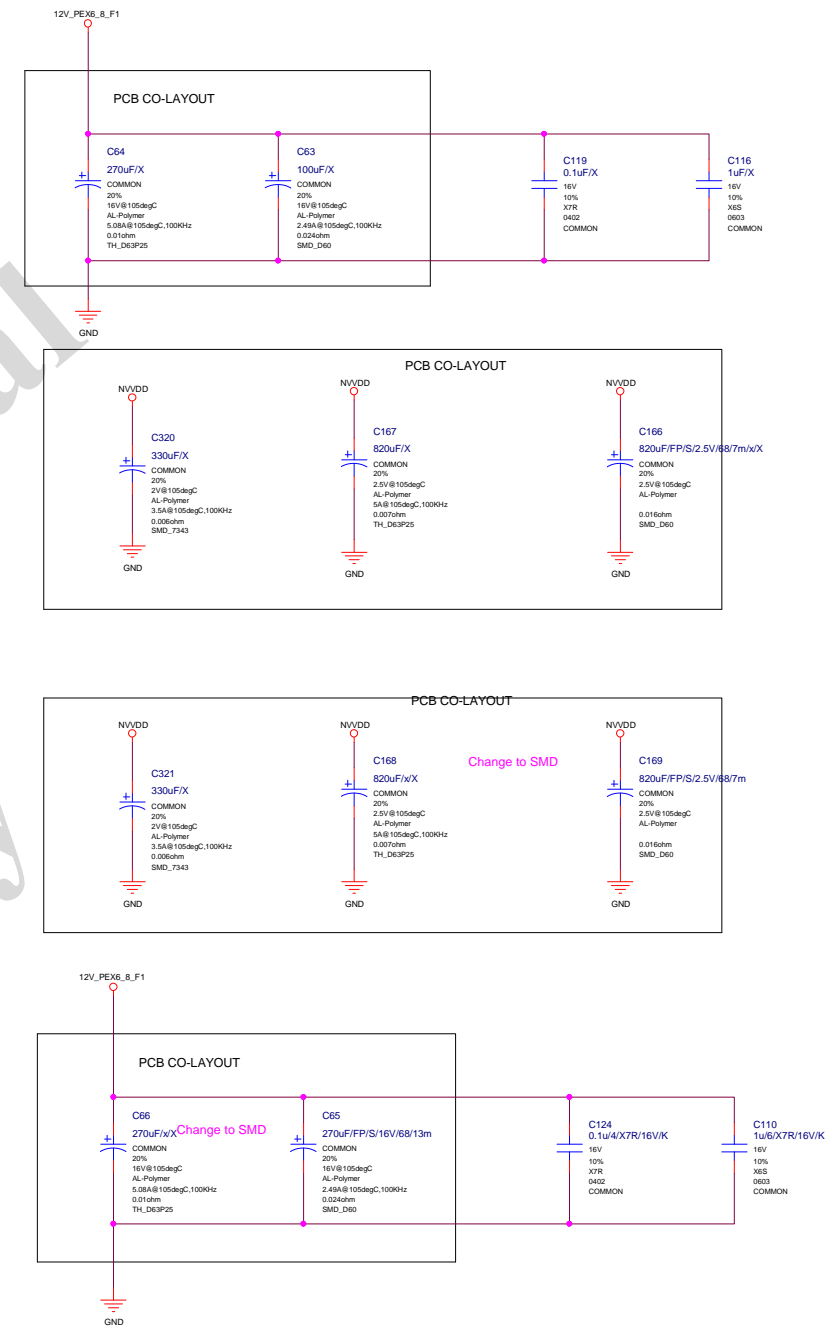 12V_PEX6_8_F1
PCB CO-LAYOUT
C64
270uF/X
COMMON
20%
16V@105degC
AL-Polymer
5.08A@105degC,100KHz
0.01ohm
TH_D63P25
C63
100uF/X
COMMON
20%
16V@105degC
AL-Polymer
2.49A@105degC,100KHz
0.024ohm
SMD_D60
C119
0.1uF/X
16V
10%
X7R
0402
COMMON
C116
1uF/X
16V
10%
X6S
0603
COMMON
GND
PCB CO-LAYOUT
NVVDD
C320
330uF/X
COMMON
20%
2V@105degC
AL-Polymer
3.5A@105degC,100KHz
0.006ohm
SMD_7343
GND
NVVDD
C167
820uF/X
COMMON
20%
2.5V@105degC
AL-Polymer
5A@105degC,100KHz
0.007ohm
TH_D63P25
GND
NVVDD
C166
820uF/FP/S/2.5V/68/7m/x/X
COMMON
20%
2.5V@105degC
AL-Polymer
0.016ohm
SMD_D60
GND
PCB CO-LAYOUT
NVVDD
C321
330uF/X
COMMON
20%
2V@105degC
AL-Polymer
3.5A@105degC,100KHz
0.006ohm
SMD_7343
GND
NVVDD
C168
820uF/x/X
COMMON
20%
2.5V@105degC
AL-Polymer
5A@105degC,100KHz
0.007ohm
TH_D63P25
GND
Change to SMD
NVVDD
C169
820uF/FP/S/2.5V/68/7m
COMMON
20%
2.5V@105degC
AL-Polymer
0.016ohm
SMD_D60
GND
12V_PEX6_8_F1
PCB CO-LAYOUT
C66
270uF/x/X
Change to SMD
COMMON
20%
16V@105degC
AL-Polymer
5.08A@105degC,100KHz
0.01ohm
TH_D63P25
C65
270uF/FP/S/16V/68/13m
COMMON
20%
16V@105degC
AL-Polymer
2.49A@105degC,100KHz
0.024ohm
SMD_D60
C124
0.1u/4/X7R/16V/K
16V
10%
X7R
0402
COMMON
C110
1u/6/X7R/16V/K
16V
10%
X6S
0603
COMMON
GND